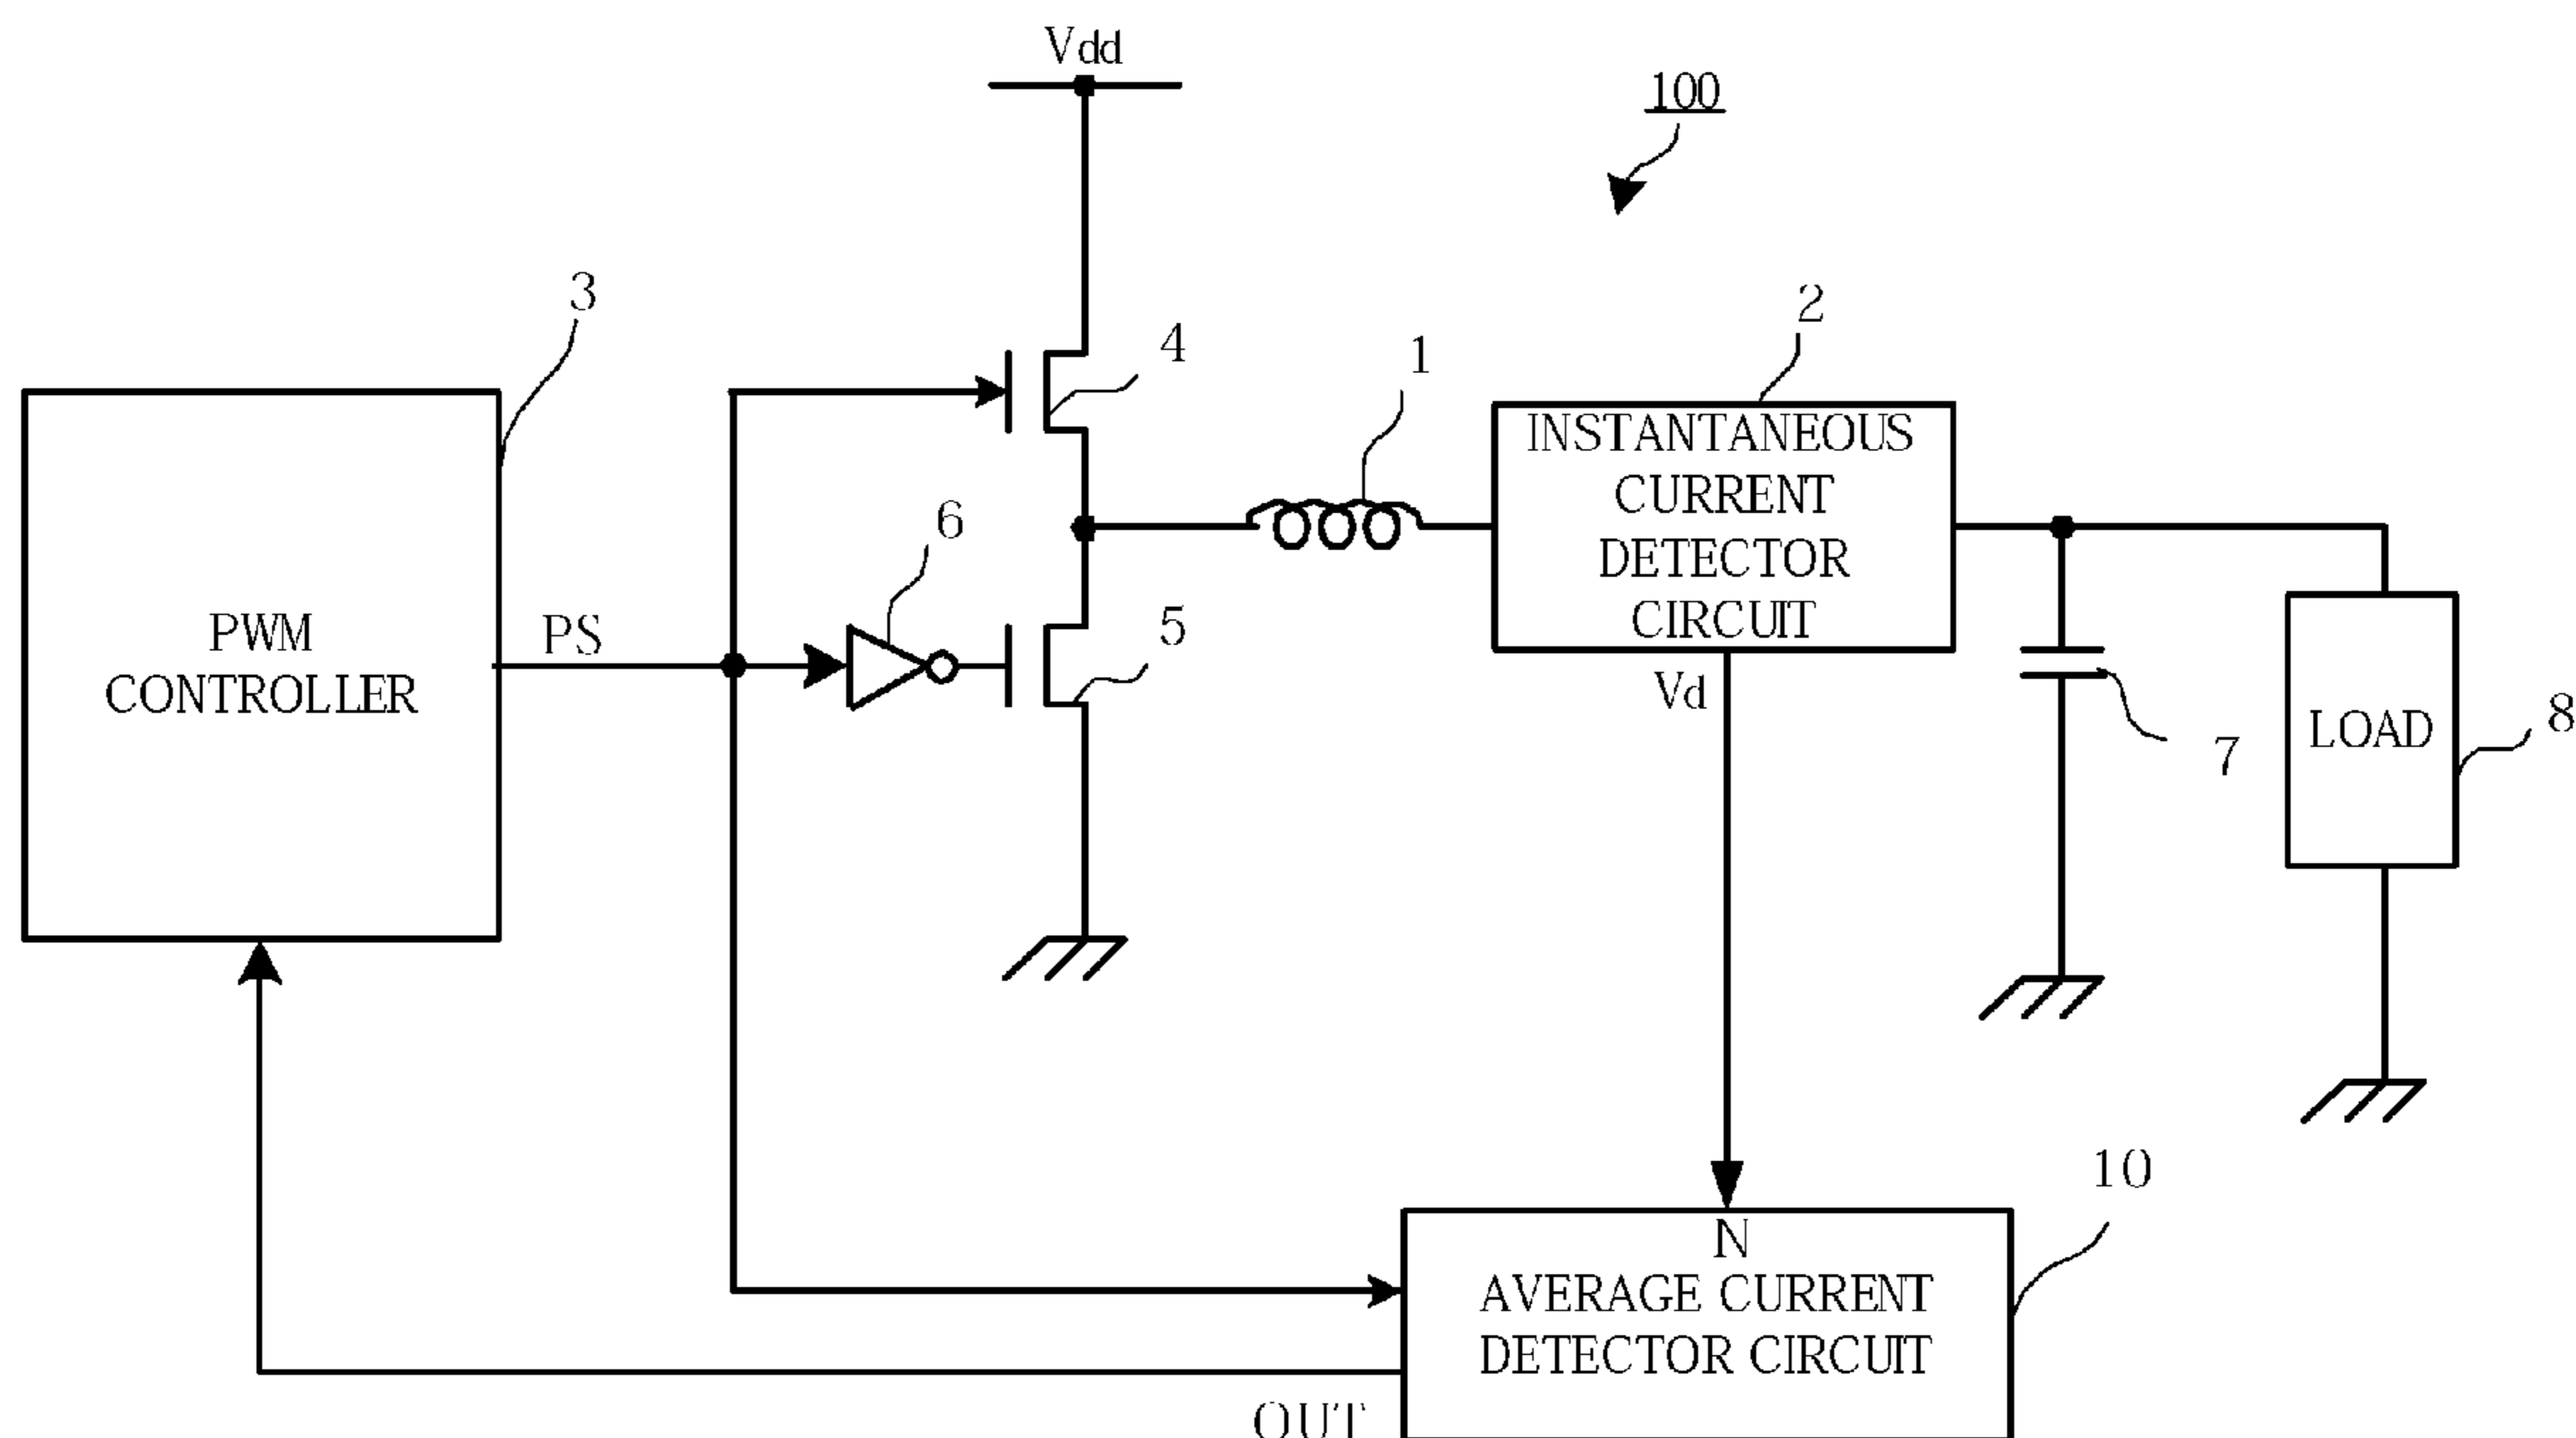 Vdd
100
3
4
1
2
INSTANTANEOUS
CURRENT
DETECTOR
CIRCUIT
6
5
PS
PWM
CONTROLLER
Vd
7
LOAD
8
10
N
AVERAGE CURRENT
DETECTOR CIRCUIT
OUT